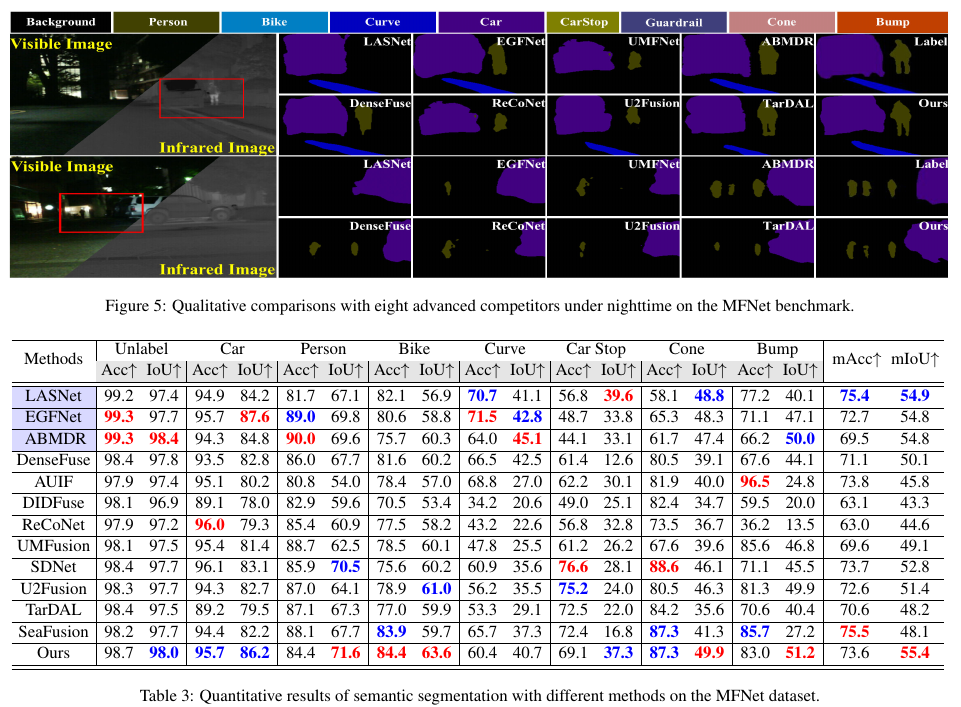 Background Person Bike Curve Car CarStop Guardrail Cone Bump
Visible Image LASNet EGFNet UMFNet ABMDR Label
Infrared Image DenseFuse ReCoNet U2Fusion TarDAL Ours
Visible Image LASNet EGFNet UMFNet ABMDR Label
Infrared Image DenseFuse ReCoNet U2Fusion TarDAL Ours
Figure 5: Qualitative comparisons with eight advanced competitors under nighttime on the MFNet benchmark.
Methods Unlabel Car Person Bike Curve Car Stop Cone Bump mAcc↑ mIoU↑
Acc↑ IoU↑ Acc↑ IoU↑ Acc↑ IoU↑ Acc↑ IoU↑ Acc↑ IoU↑ Acc↑ IoU↑ Acc↑ IoU↑ Acc↑ IoU↑
LASNet 99.2 97.4 94.9 84.2 81.7 67.1 82.1 56.9 70.7 41.1 56.8 39.6 58.1 48.8 77.2 40.1 75.4 54.9
EGFNet 99.3 97.7 95.7 87.6 89.0 69.8 80.6 58.8 71.5 42.8 48.7 33.8 65.3 48.3 71.1 47.1 72.7 54.8
ABMDR 99.3 98.4 94.3 84.8 90.0 69.6 75.7 60.3 64.0 45.1 44.1 33.1 61.7 47.4 66.2 50.0 69.5 54.8
DenseFuse 98.4 97.8 93.5 82.8 86.0 67.7 81.6 60.2 66.5 42.5 61.4 12.6 80.5 39.1 67.6 44.1 71.1 50.1
AUIF 97.9 97.4 95.1 80.2 80.8 54.0 78.4 57.0 68.8 27.0 62.2 30.1 81.9 40.0 96.5 24.8 73.8 45.8
DIDFuse 98.1 96.9 89.1 78.0 82.9 59.6 70.5 53.4 34.2 20.6 49.0 25.1 82.4 34.7 59.5 20.0 63.1 43.3
ReCoNet 97.9 97.2 96.0 79.3 85.4 60.9 77.5 58.2 43.2 22.6 56.8 32.8 73.5 36.7 36.2 13.5 63.0 44.6
UMFusion 98.1 97.5 95.4 81.4 88.7 62.5 78.5 60.1 47.8 25.5 61.2 26.2 67.6 39.6 85.6 46.8 69.6 49.1
SDNet 98.4 97.7 96.1 83.1 85.9 70.5 75.6 60.2 60.9 35.6 76.6 28.1 88.6 46.1 71.1 45.5 73.7 52.8
U2Fusion 98.3 97.7 94.3 82.7 87.0 64.1 78.9 61.0 56.2 35.5 75.2 24.0 80.5 46.3 81.3 49.9 72.6 51.4
TarDAL 98.4 97.5 89.2 79.5 87.1 67.3 77.0 59.9 53.3 29.1 72.5 22.0 84.2 35.6 70.6 40.4 70.6 48.2
SeaFusion 98.2 97.7 94.4 82.2 88.1 67.7 83.9 59.7 65.7 37.3 72.4 16.8 87.3 41.3 85.7 27.2 75.5 48.1
Ours 98.7 98.0 95.7 86.2 84.4 71.6 84.4 63.6 60.4 40.7 69.1 37.3 87.3 49.9 83.0 51.2 73.6 55.4
Table 3: Quantitative results of semantic segmentation with different methods on the MFNet dataset.